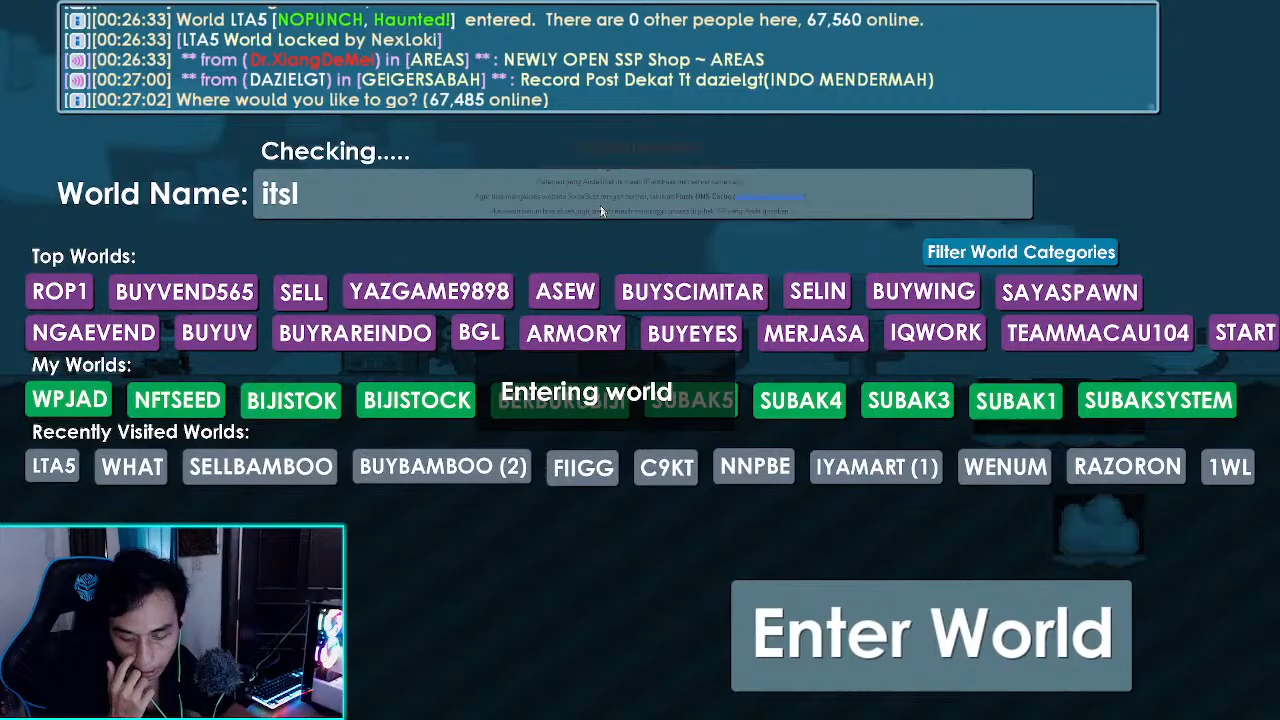 [00:26:33] World LTA5 [NOPUNCH, Haunted!] entered. There are 0 other people here, 67,560 online.
[00:26:33] [LTA5 World Locked by NexLoki]
[00:26:33] ** from (Dr.XiangDeMei) in [AREAS] ** : NEWLY OPEN SSP Shop ~ AREAS
[00:27:00] ** from (DAZIELGT) in [GEIGERSABAH] ** : Record Post Dekat Tt dazielgt(INDO MENDERMAH)
[00:27:02] Where would you like to go? (67,485 online)
Checking.....
World Name: itsl
Top Worlds:
Filter World Categories
ROP1 BUYVEND565 SELL YAZGAME9898 ASEW BUYSCIMITAR SELIN BUYWING SAYASPAWN
NGAEVEND BUYUV BUYRAREINDO BGL ARMORY BUYEYES MERJASA IQWORK TEAMMACAU104 START
My Worlds:
WPJAD NFTSEED BIJISTOK BIJISTOCK SUBAK5 SUBAK4 SUBAK3 SUBAK1 SUBAKSYSTEM
Entering world
Recently Visited Worlds:
LTA5 WHAT SELLBAMBOO BUYBAMBOO (2) FIIGG C9KT NNPBE IYAMART (1) WENUM RAZORON 1WL
Enter World